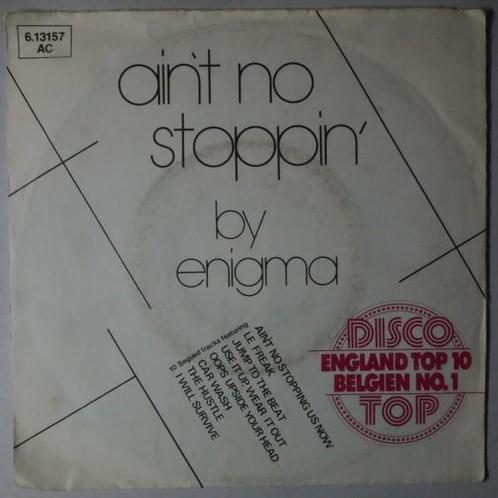 6.13157
AC
ain't no
stoppin'
by
enigma
10 Segued tracks featuring
AIN'T NO STOPPING US NOW
LE FREAK
JUMP TO THE BEAT
USE IT UP WEAR IT OUT
OOPS UPSIDE YOUR HEAD
CAR WASH
THE HUSTLE
I WILL SURVIVE
DISCO
ENGLAND TOP 10
BELGIEN NO.1
TOP